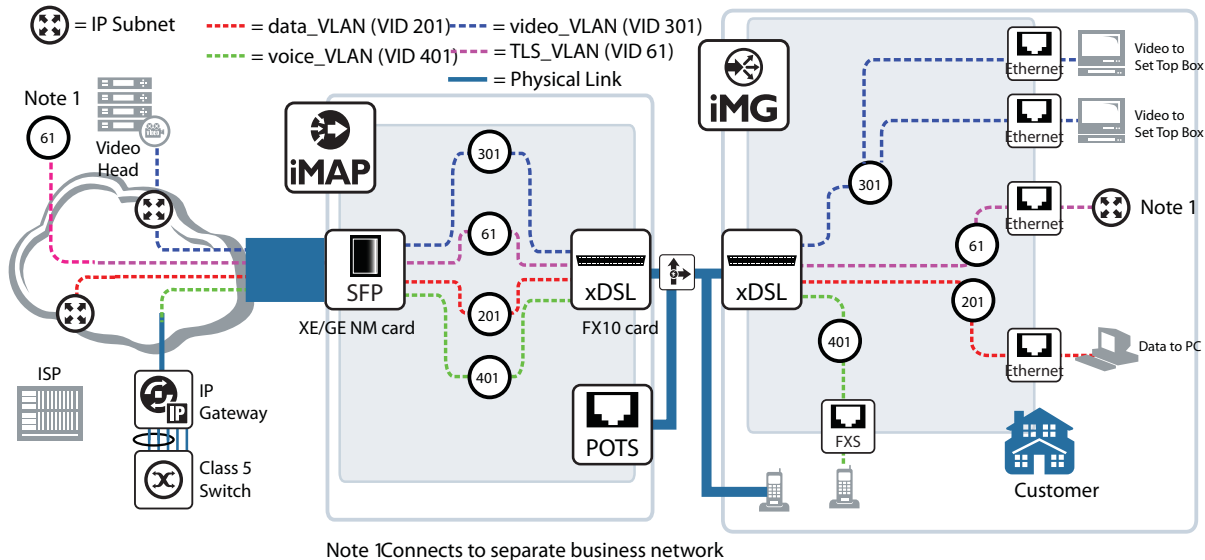 = IP Subnet
= data_VLAN (VID 201)
= video_VLAN (VID 301)
= voice_VLAN (VID 401)
= TLS_VLAN (VID 61)
= Physical Link
Note 1
61
Video
Head
iMAP
iMG
301
61
201
401
SFP
XE/GE NM card
xDSL
FX10 card
POTS
xDSL
301
61
201
401
FXS
Ethernet
Video to
Set Top Box
Ethernet
Video to
Set Top Box
Ethernet
Note 1
Ethernet
Data to PC
Customer
ISP
IP
IP
Gateway
Class 5
Switch
Note 1Connects to separate business network